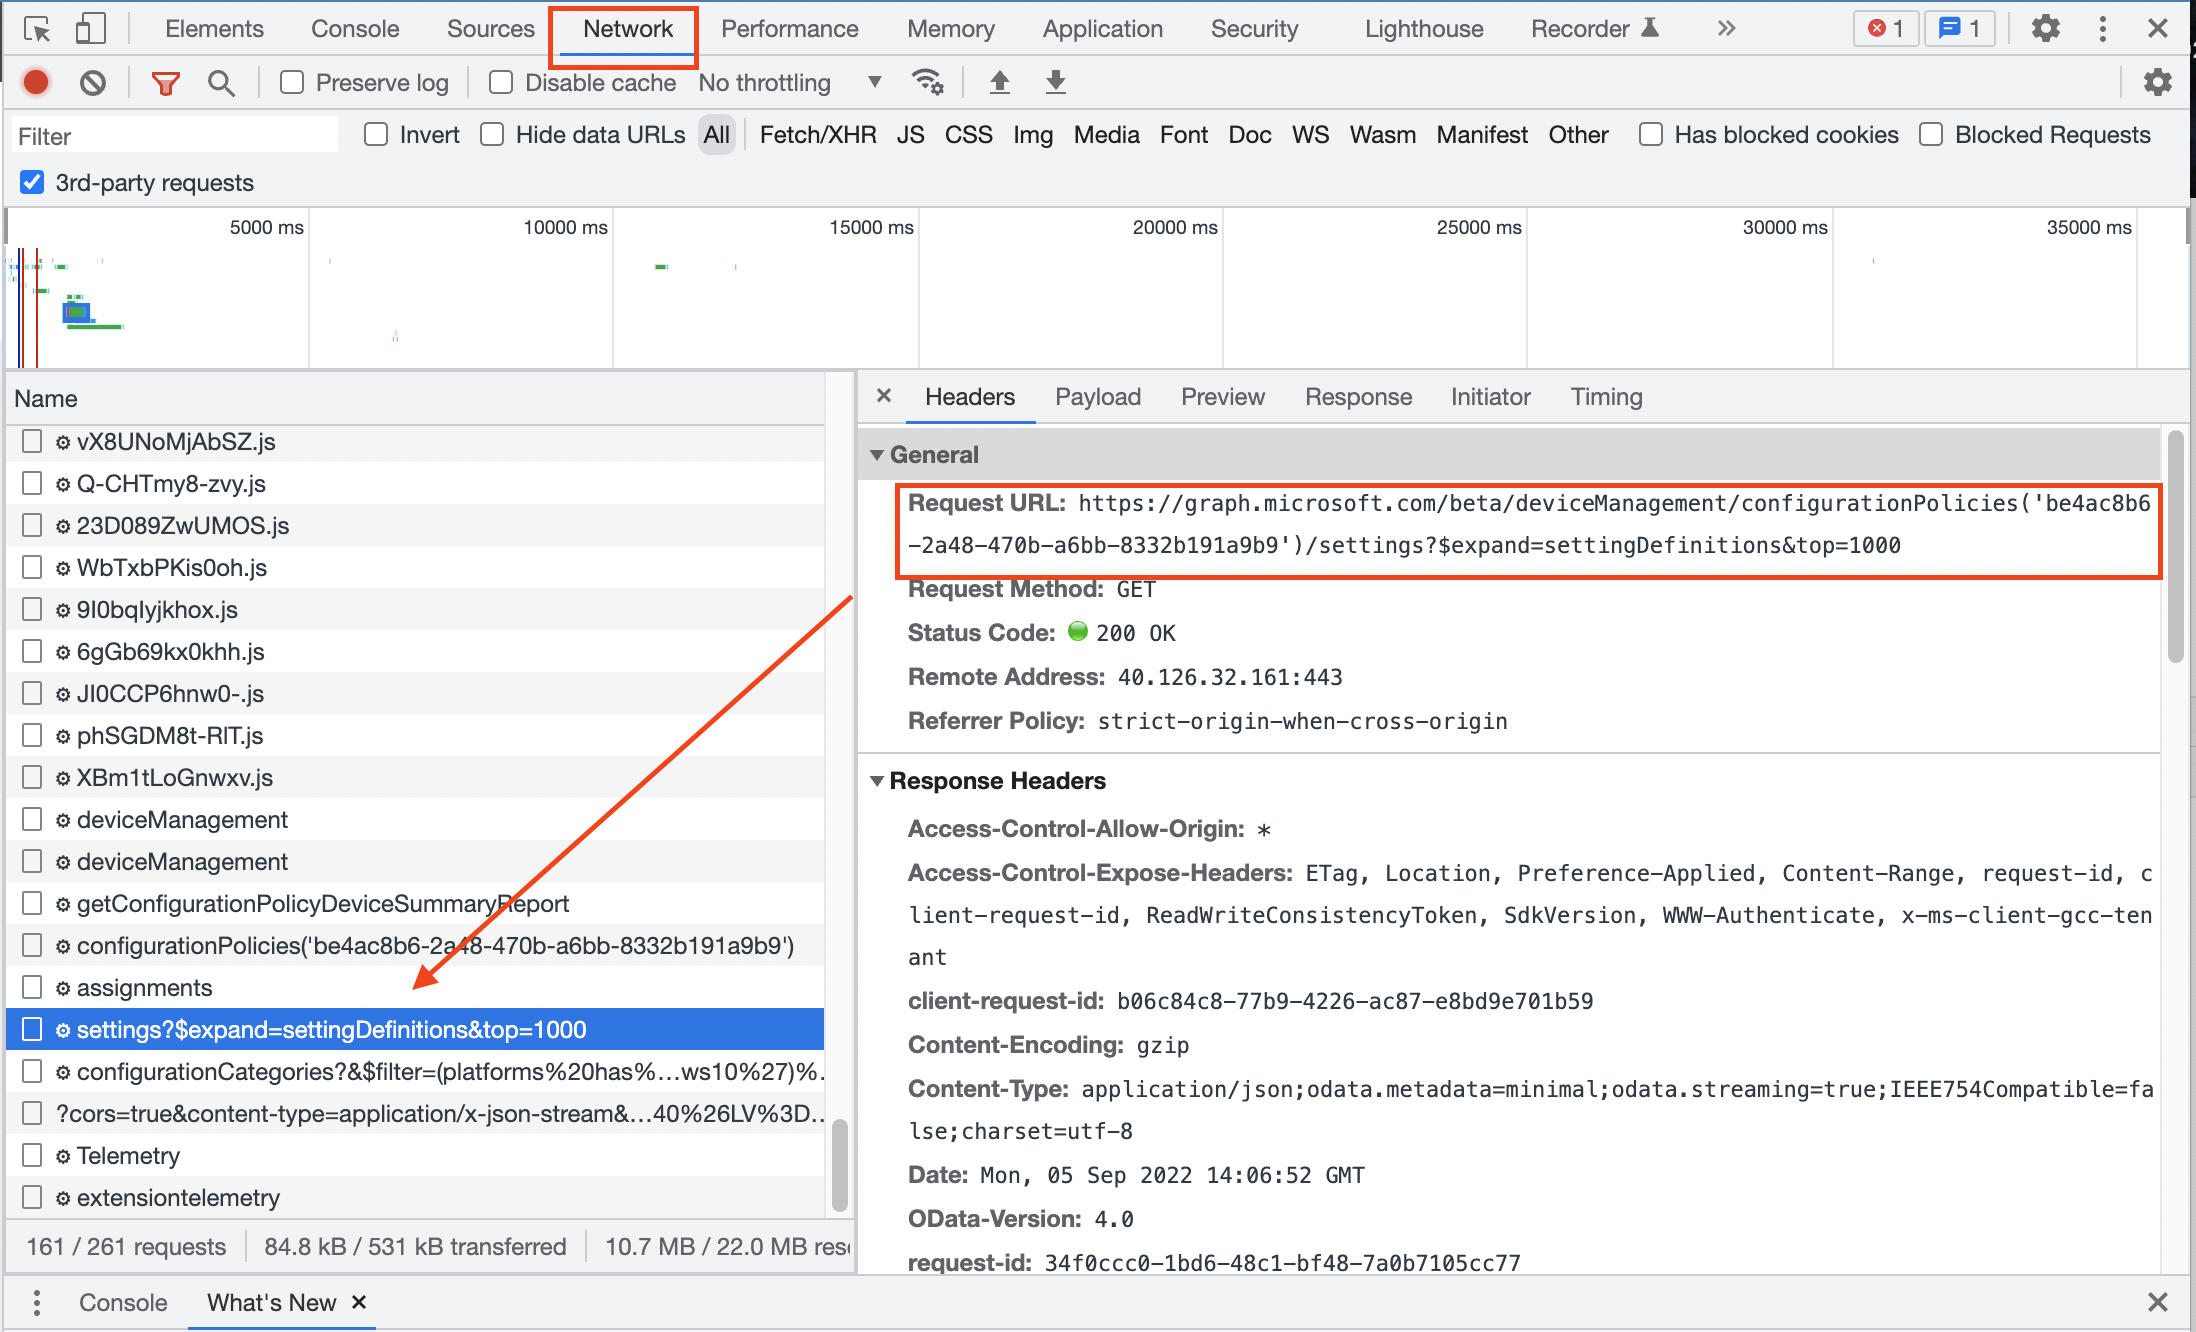 Elements Console Sources Network Performance Memory Application Security Lighthouse Recorder 1 1
Preserve log Disable cache No throttling
Filter Invert Hide data URLs All Fetch/XHR JS CSS Img Media Font Doc WS Wasm Manifest Other Has blocked cookies Blocked Requests
3rd-party requests
5000 ms 10000 ms 15000 ms 20000 ms 25000 ms 30000 ms 35000 ms
Name
vX8UNoMjAbSZ.js
Q-CHTmy8-zvy.js
23D089ZwUMOS.js
WbTxbPKis0oh.js
9I0bqlyjkhox.js
6gGb69kx0khh.js
JI0CCP6hnw0-.js
phSGDM8t-RlT.js
XBm1tLoGnwxv.js
deviceManagement
deviceManagement
getConfigurationPolicyDeviceSummaryReport
configurationPolicies('be4ac8b6-2a48-470b-a6bb-8332b191a9b9')
assignments
settings?$expand=settingDefinitions&top=1000
configurationCategories?&$filter=(platforms%20has%…ws10%27)%…
?cors=true&content-type=application/x-json-stream&…40%26LV%3D…
Telemetry
extensiontelemetry
161 / 261 requests 84.8 kB / 531 kB transferred 10.7 MB / 22.0 MB res
Headers Payload Preview Response Initiator Timing
General
Request URL: https://graph.microsoft.com/beta/deviceManagement/configurationPolicies('be4ac8b6
-2a48-470b-a6bb-8332b191a9b9')/settings?$expand=settingDefinitions&top=1000
Request Method: GET
Status Code: 200 OK
Remote Address: 40.126.32.161:443
Referrer Policy: strict-origin-when-cross-origin
Response Headers
Access-Control-Allow-Origin: *
Access-Control-Expose-Headers: ETag, Location, Preference-Applied, Content-Range, request-id, c
lient-request-id, ReadWriteConsistencyToken, SdkVersion, WWW-Authenticate, x-ms-client-gcc-ten
ant
client-request-id: b06c84c8-77b9-4226-ac87-e8bd9e701b59
Content-Encoding: gzip
Content-Type: application/json;odata.metadata=minimal;odata.streaming=true;IEEE754Compatible=fa
lse;charset=utf-8
Date: Mon, 05 Sep 2022 14:06:52 GMT
OData-Version: 4.0
request-id: 34f0ccc0-1bd6-48c1-bf48-7a0b7105cc77
Console What's New